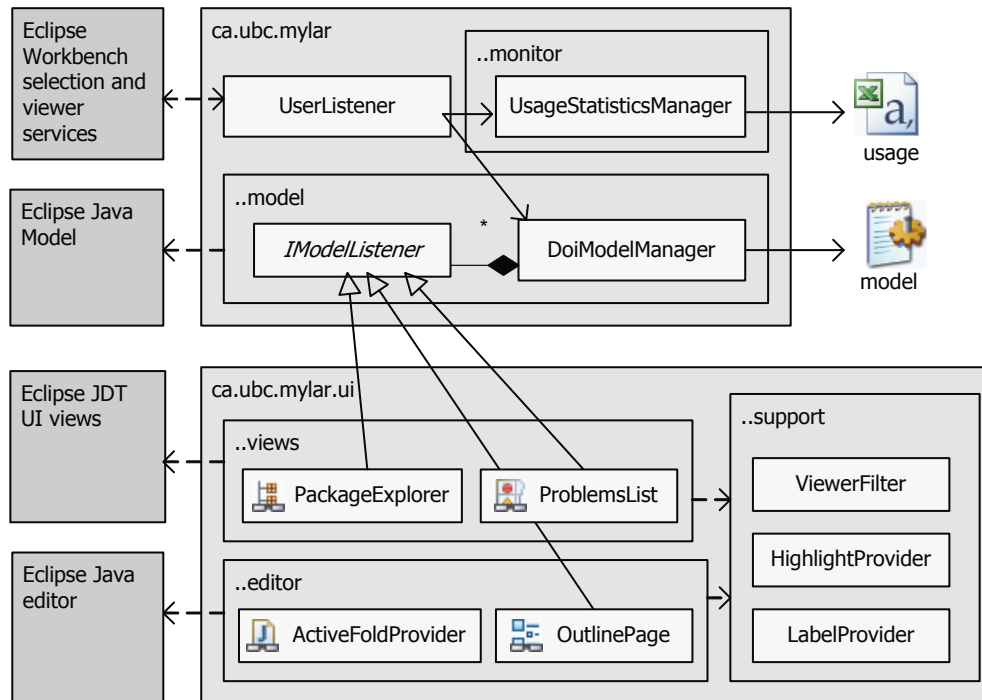 Eclipse
Workbench
selection and
viewer
services
ca.ubc.mylar
..monitor
UserListener
UsageStatisticsManager
a,
usage
Eclipse Java
Model
..model
IModelListener
*
DoiModelManager
model
Eclipse JDT
UI views
ca.ubc.mylar.ui
..views
PackageExplorer
ProblemsList
..support
ViewerFilter
HighlightProvider
LabelProvider
Eclipse Java
editor
..editor
J
ActiveFoldProvider
OutlinePage